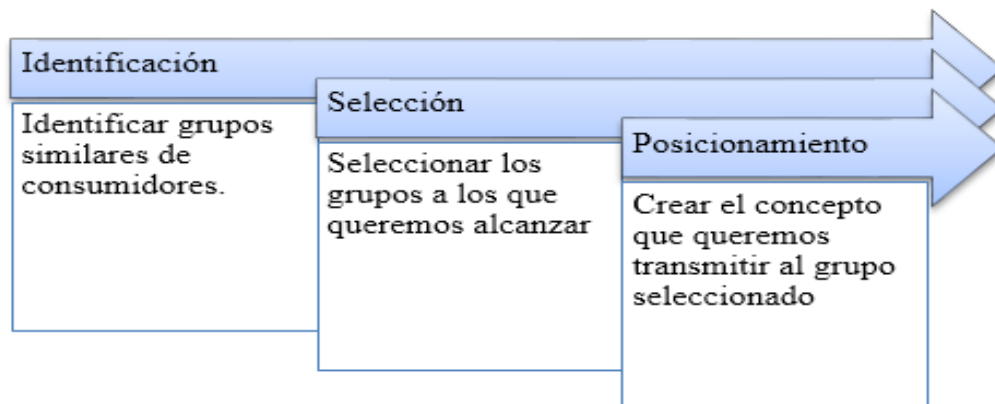 Identificación
Identificar grupos
similares de
consumidores.
Selección
Seleccionar los
grupos a los que
queremos alcanzar
Posicionamiento
Crear el concepto
que queremos
transmitir al grupo
seleccionado